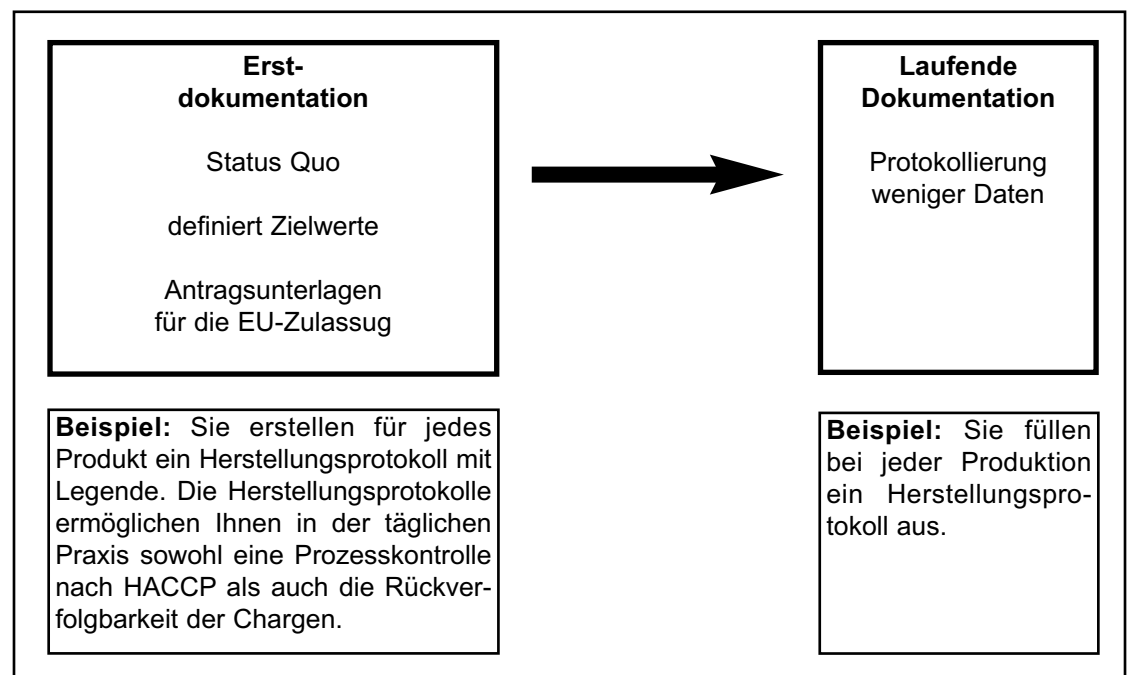 Erst-
dokumentation
Status Quo
definiert Zielwerte
Antragsunterlagen
für die EU-Zulassug
Laufende
Dokumentation
Protokollierung
weniger Daten
Beispiel: Sie erstellen für jedes
Produkt ein Herstellungsprotokoll mit
Legende. Die Herstellungsprotokolle
ermöglichen Ihnen in der täglichen
Praxis sowohl eine Prozesskontrolle
nach HACCP als auch die Rückver-
folgbarkeit der Chargen.
Beispiel: Sie füllen
bei jeder Produktion
ein Herstellungspro-
tokoll aus.